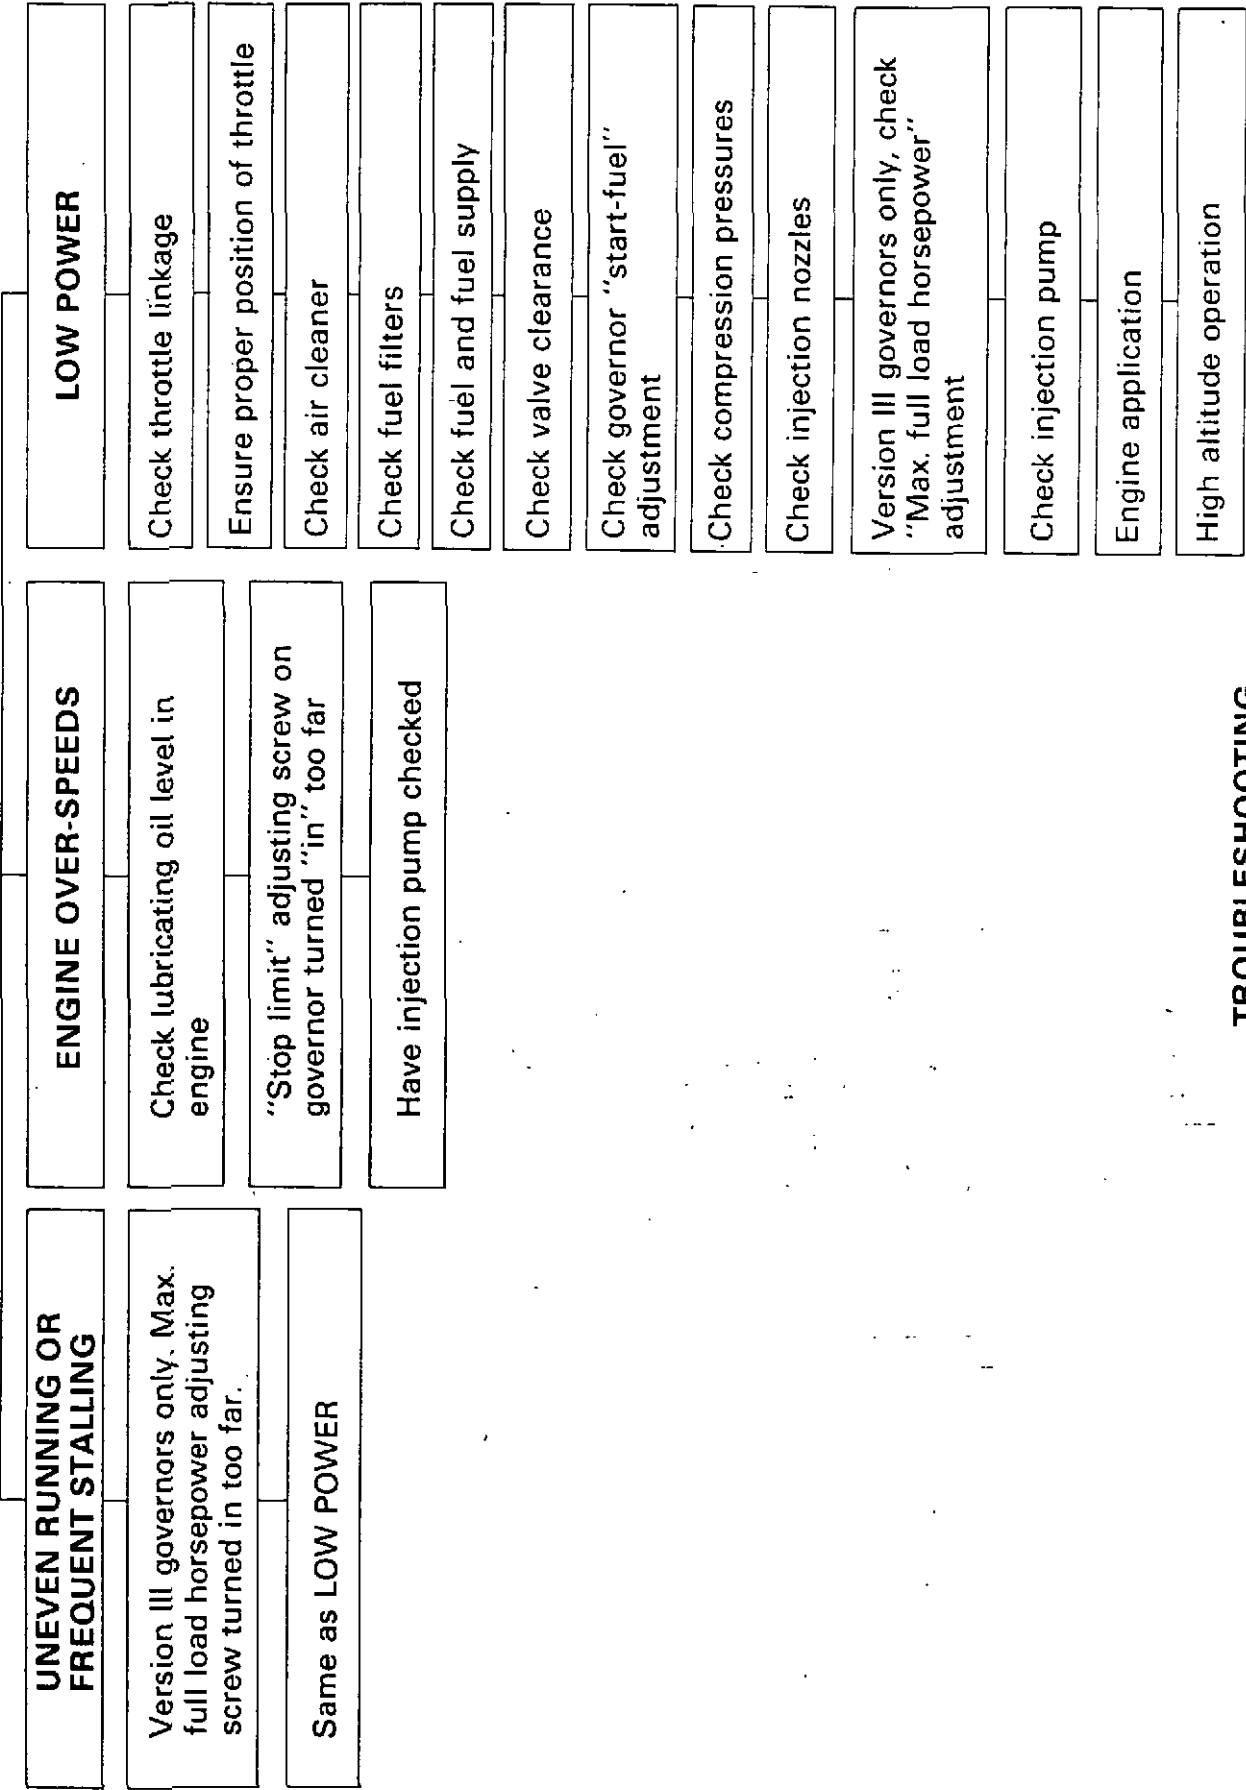 UNEVEN RUNNING OR
FREQUENT STALLING
Version III governors only. Max.
full load horsepower adjusting
screw turned in too far.
Same as LOW POWER
ENGINE OVER-SPEEDS
Check lubricating oil level in
engine
"Stop limit" adjusting screw on
governor turned "in" too far
Have injection pump checked
LOW POWER
Check throttle linkage
Ensure proper position of throttle
Check air cleaner
Check fuel filters
Check fuel and fuel supply
Check valve clearance
Check governor "start-fuel"
adjustment
Check compression pressures
Check injection nozzles
Version III governors only, check
"Max. full load horsepower"
adjustment
Check injection pump
Engine application
High altitude operation
TROUBLESHOOTING